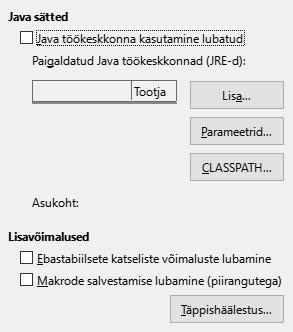 Java sätted
Java töökeskkonna kasutamine lubatud
Paigaldatud Java töökeskkonnad (JRE-d):
Tootja
Lisa...
Parameetrid...
CLASSPATH...
Asukoht:
Lisavõimalused
Ebastabiilsete katseliste võimaluste lubamine
Makrode salvestamise lubamine (piirangutega)
Täppishäälestus...